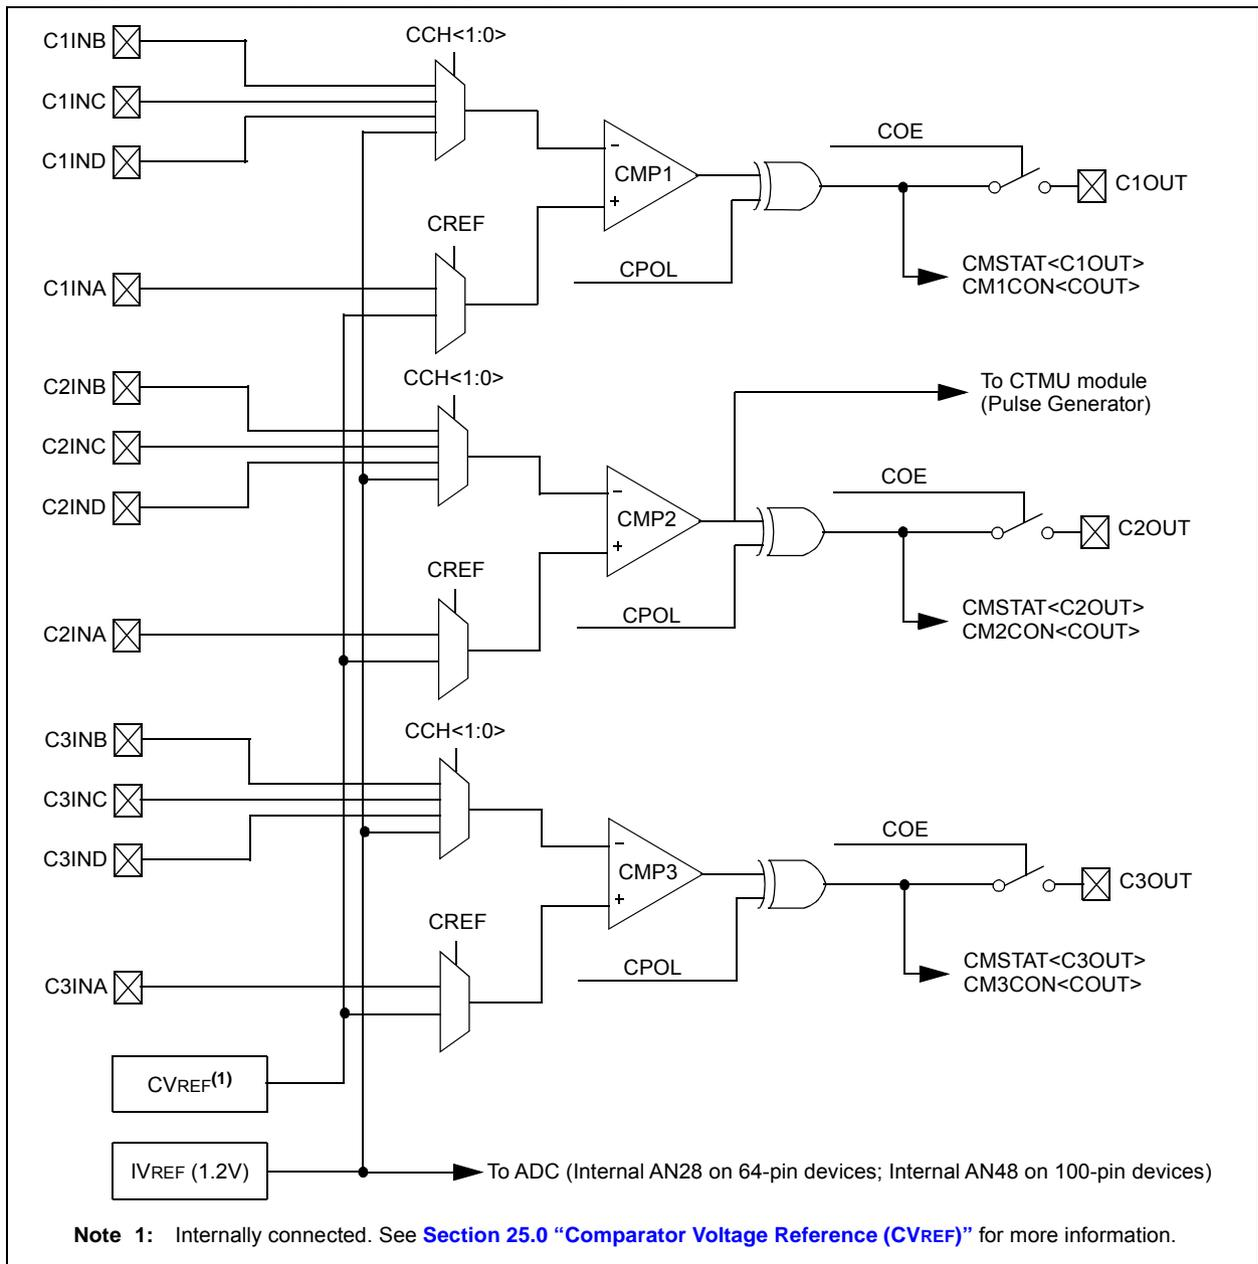 C1INB
CCH<1:0>
C1INC
C1IND
COE
CMP1
-
+
C1OUT
CREF
CPOL
C1INA
CMSTAT<C1OUT>
CM1CON<COUT>
C2INB
CCH<1:0>
To CTMU module
(Pulse Generator)
C2INC
C2IND
COE
CMP2
-
+
C2OUT
CREF
CPOL
C2INA
CMSTAT<C2OUT>
CM2CON<COUT>
C3INB
CCH<1:0>
C3INC
C3IND
COE
CMP3
-
+
C3OUT
CREF
CPOL
C3INA
CMSTAT<C3OUT>
CM3CON<COUT>
CVREF(1)
IVREF (1.2V)
To ADC (Internal AN28 on 64-pin devices; Internal AN48 on 100-pin devices)
Note 1: Internally connected. See Section 25.0 “Comparator Voltage Reference (CVREF)” for more information.